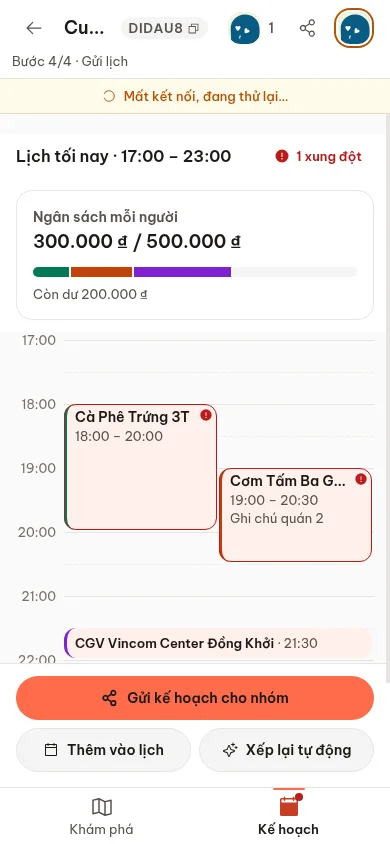 Cu...
DIDAU8
1
Bước 4/4 · Gửi lịch
Mất kết nối, đang thử lại...
Lịch tối nay · 17:00 – 23:00
1 xung đột
Ngân sách mỗi người
300.000 ₫ / 500.000 ₫
Còn dư 200.000 ₫
17:00
18:00
Cà Phê Trứng 3T
18:00 – 20:00
19:00
Cơm Tấm Ba G...
19:00 – 20:30
Ghi chú quán 2
20:00
21:00
CGV Vincom Center Đồng Khởi · 21:30
22:00
Gửi kế hoạch cho nhóm
Thêm vào lịch
Xếp lại tự động
Khám phá
Kế hoạch